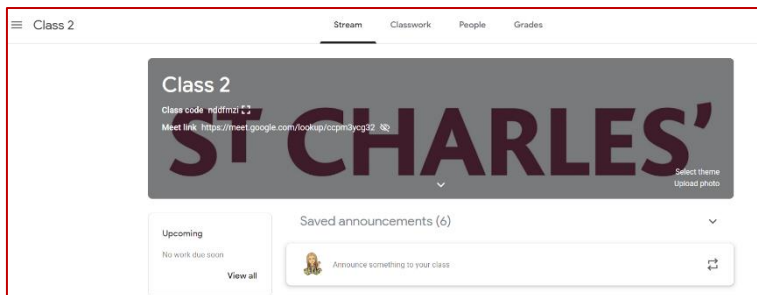 Class 2
Stream Classwork People Grades
Class 2
Class code nddfmzi
Meet link https://meet.google.com/lookup/ccpm3ycg32
ST CHARLES'
Select theme
Upload photo
Upcoming
No work due soon
View all
Saved announcements (6)
Announce something to your class